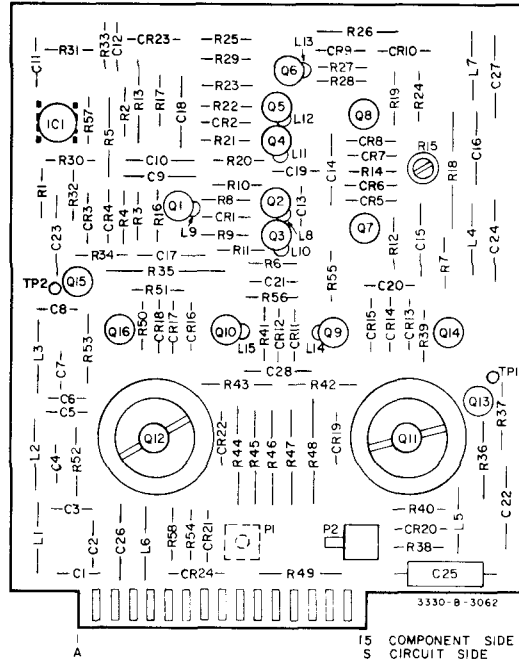 L13 R26
R31 R33 C12 CR23 R25 CR9 CR10
C11 R29 Q6 R27 L7 C27
R23 R28
IC1 R57 R2 R13 R17 C18 R22 Q5 Q8 R19 R24
CR2 L12
R5 R21 Q4 CR8 R15 R18 C16
R30 C10 R20 L11 CR7
C9 C19 C14 R14
R1 R32 R10 CR6
CR3 CR4 R4 R3 R16 Q1 R8 Q2 C13 CR5
CR1
C23 L9 R9 Q3 L8 Q7 R12 C15 L4 C24
R34 C17 R11 L10 R7
R35 R6 R55
TP2 Q15 R51 C21 C20
R56
C8
Q16 R50 CR18 CR17 CR16 Q10 L15 R41 CR12 CR11 L14 Q9 CR15 CR14 CR13 R39 Q14
L3 C7 R53
C28
R43 R42 TP1
C6 Q13
C5 R37
L2 C4 R52 Q12 CR22 R44 R45 R46 R47 R48 CR19 Q11 R36
C3 R40 L5 C22
L1 C2 C26 L6 R58 R54 CR21 P1 P2 CR20
R38
C1 CR24 R49 C25
3330-B-3062
15 COMPONENT SIDE
A S CIRCUIT SIDE